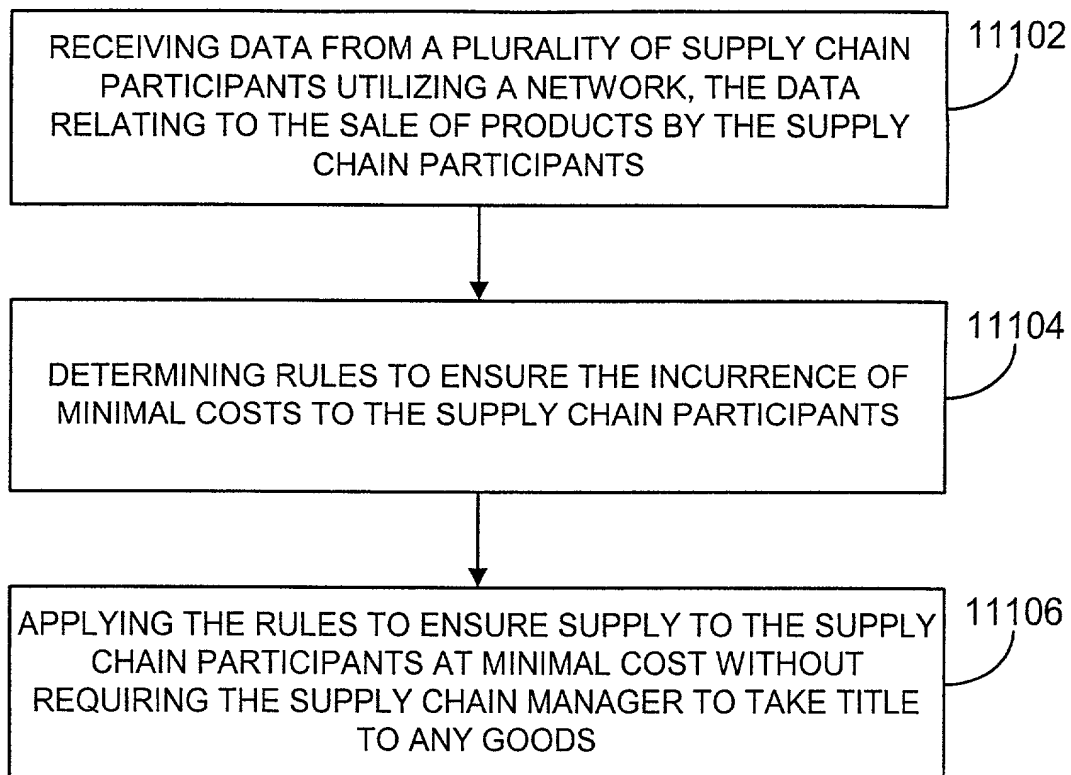 RECEIVING DATA FROM A PLURALITY OF SUPPLY CHAIN
PARTICIPANTS UTILIZING A NETWORK, THE DATA
RELATING TO THE SALE OF PRODUCTS BY THE SUPPLY
CHAIN PARTICIPANTS
11102
DETERMINING RULES TO ENSURE THE INCURRENCE OF
MINIMAL COSTS TO THE SUPPLY CHAIN PARTICIPANTS
11104
APPLYING THE RULES TO ENSURE SUPPLY TO THE SUPPLY
CHAIN PARTICIPANTS AT MINIMAL COST WITHOUT
REQUIRING THE SUPPLY CHAIN MANAGER TO TAKE TITLE
TO ANY GOODS
11106